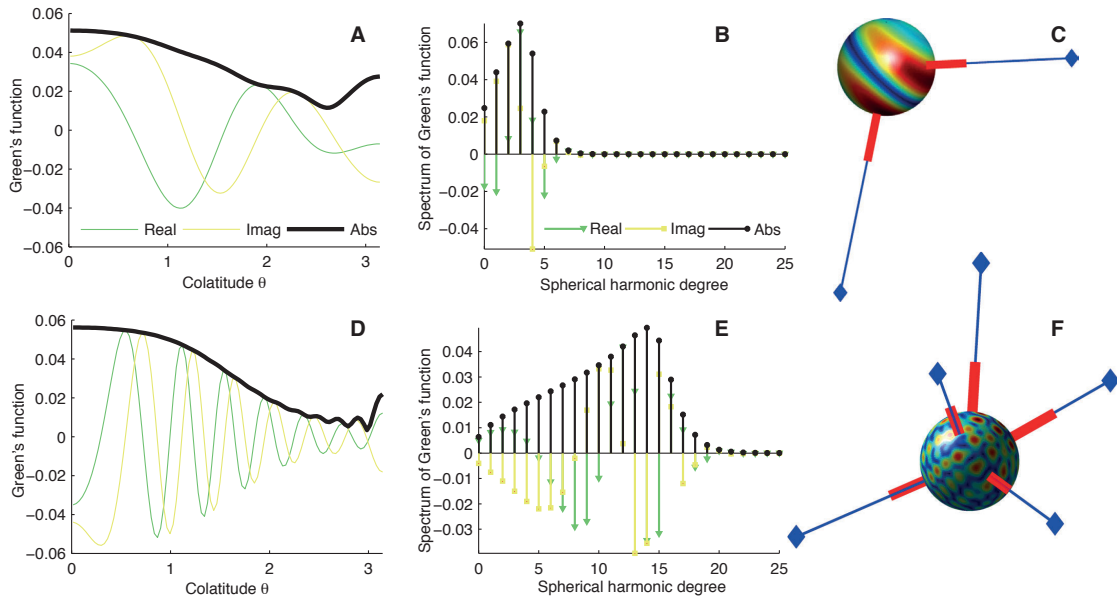 A
Green's function
0.06
0.04
0.02
0
−0.02
−0.04
−0.06
Real Imag Abs
0 1 2 3
Colatitude θ
B
Spectrum of Green's function
0.06
0.04
0.02
0
−0.02
−0.04
Real Imag Abs
0 5 10 15 20 25
Spherical harmonic degree
C
D
Green's function
0.06
0.04
0.02
0
−0.02
−0.04
−0.06
0 1 2 3
Colatitude θ
E
Spectrum of Green's function
0.04
0.03
0.02
0.01
0
−0.01
−0.02
−0.03
0 5 10 15 20 25
Spherical harmonic degree
F